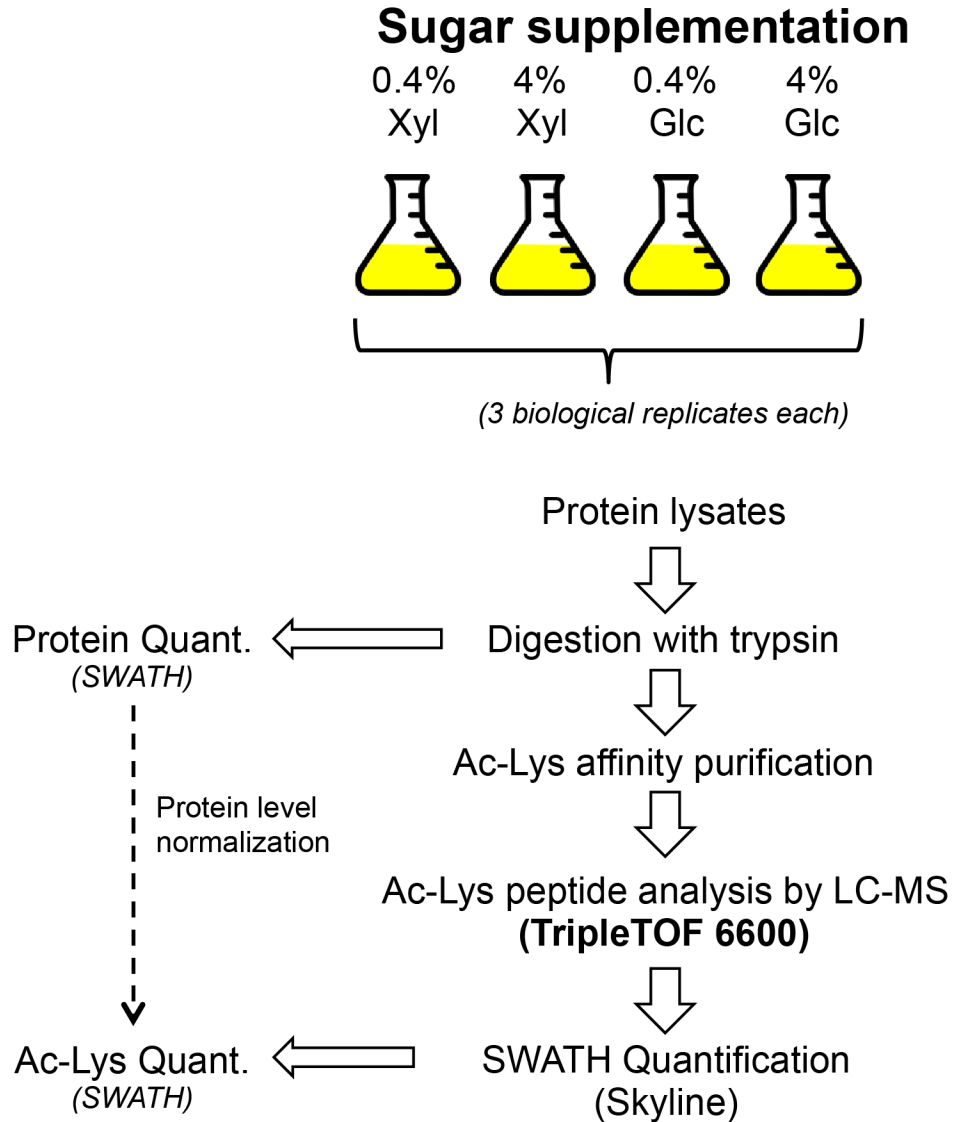 Sugar supplementation
0.4% 4% 0.4% 4%
Xyl Xyl Glc Glc
(3 biological replicates each)
Protein lysates
Digestion with trypsin
Protein Quant.
(SWATH)
Ac-Lys affinity purification
Protein level
normalization
Ac-Lys peptide analysis by LC-MS
(TripleTOF 6600)
SWATH Quantification
(Skyline)
Ac-Lys Quant.
(SWATH)